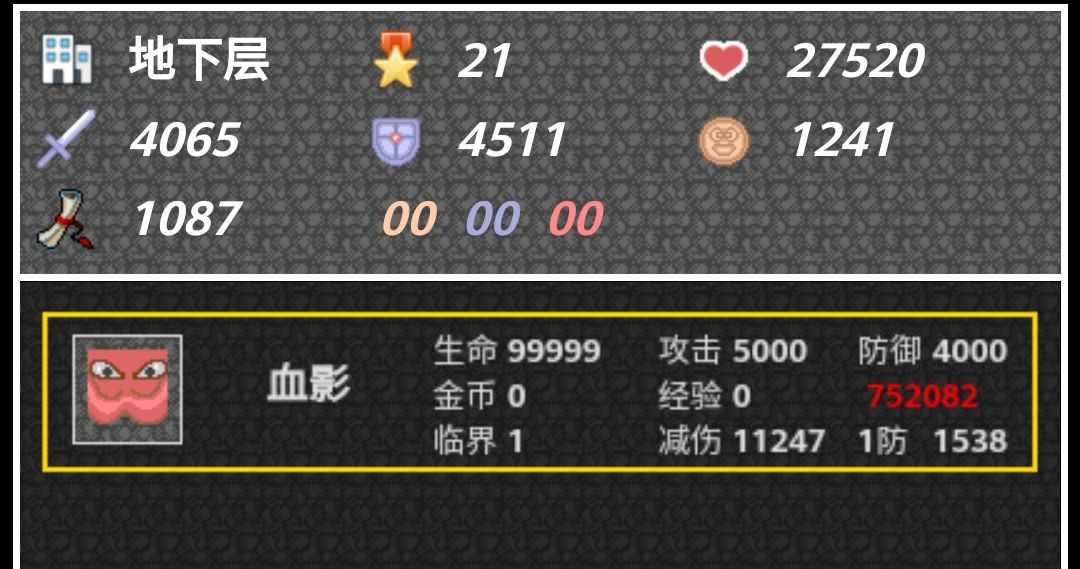 地下层 21 27520
4065 4511 1241
1087 00 00 00
血影
生命 99999 攻击 5000 防御 4000
金币 0 经验 0 752082
临界 1 减伤 11247 1防 1538